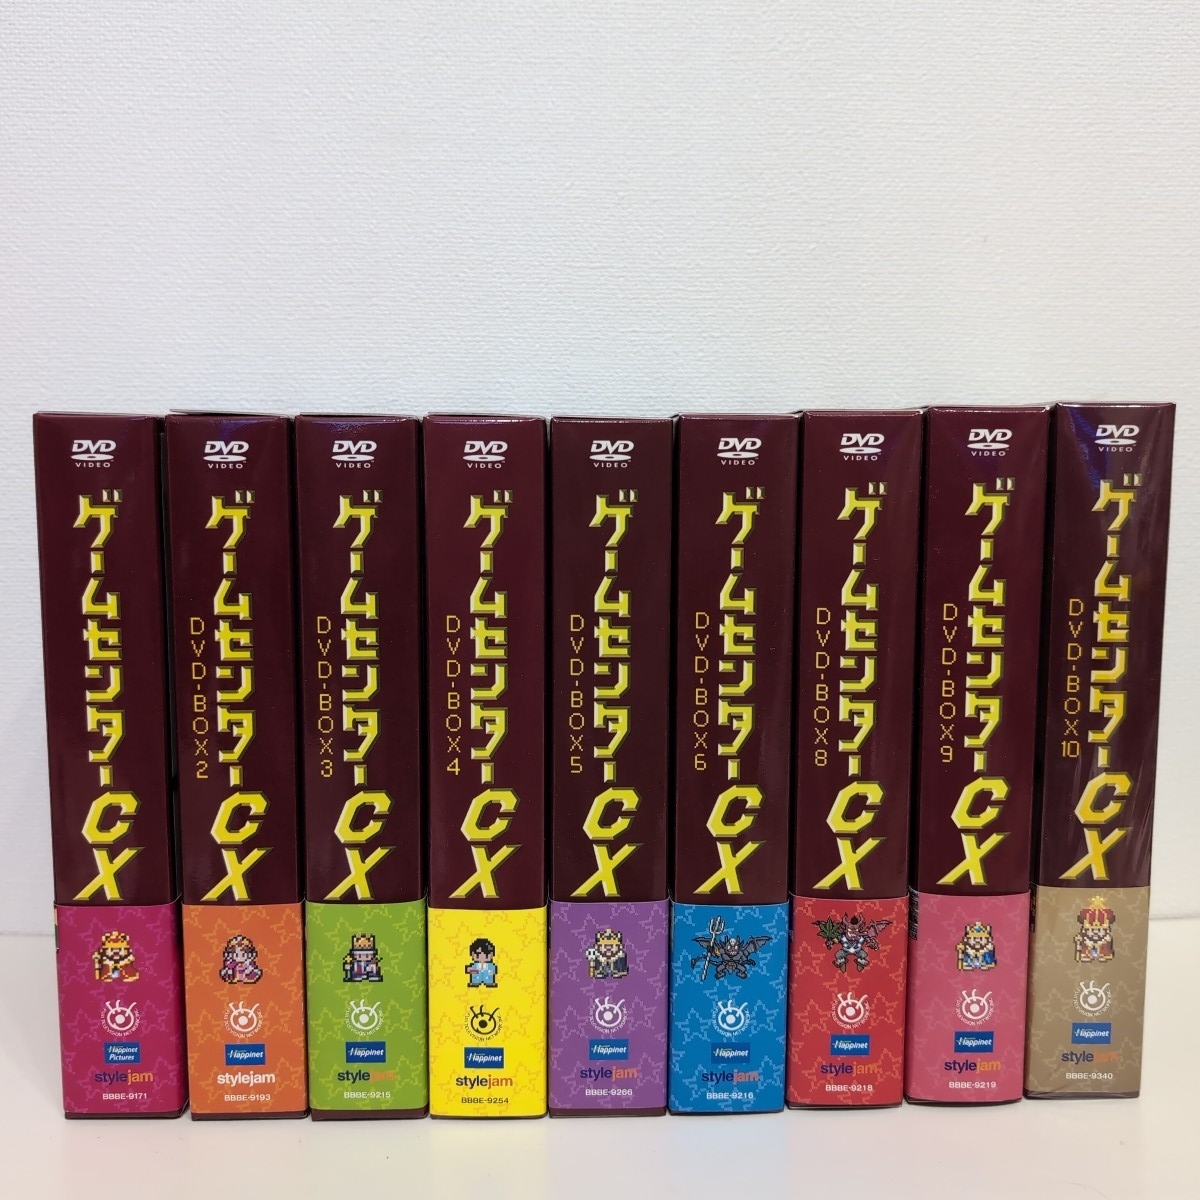 DVD
VIDEO
ゲームセンターCX
Happinet
Pictures
stylejam
BBBE-9171
DVD
VIDEO
ゲームセンターCX
DVD-BOX2
Happinet
stylejam
BBBE-9193
DVD
VIDEO
ゲームセンターCX
DVD-BOX3
Happinet
stylejam
BBBE-9215
DVD
VIDEO
ゲームセンターCX
DVD-BOX4
Happinet
stylejam
BBBE-9254
DVD
VIDEO
ゲームセンターCX
DVD-BOX5
Happinet
stylejam
BBBE-9266
DVD
VIDEO
ゲームセンターCX
DVD-BOX6
Happinet
stylejam
BBBE-9216
DVD
VIDEO
ゲームセンターCX
DVD-BOX8
Happinet
stylejam
BBBE-9218
DVD
VIDEO
ゲームセンターCX
DVD-BOX9
Happinet
stylejam
BBBE-9219
DVD
VIDEO
ゲームセンターCX
DVD-BOX10
Happinet
stylejam
BBBE-9340